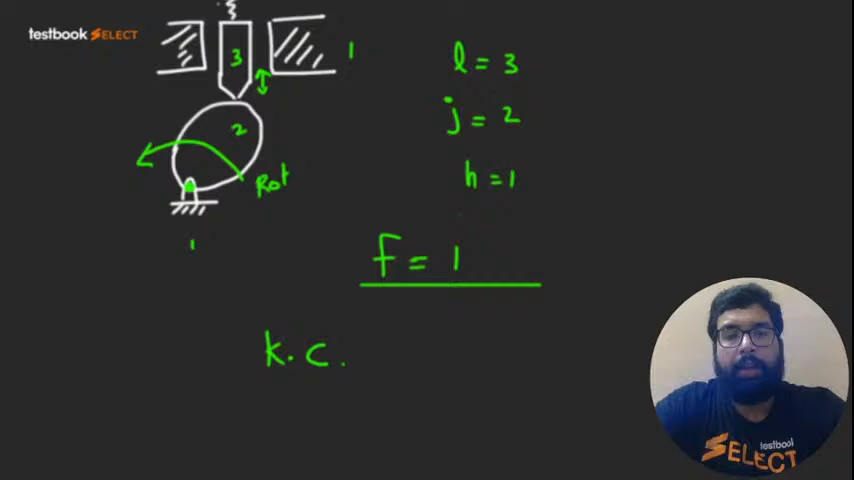 testbook SELECT
3
1
l = 3
2
j = 2
Rot
h = 1
1
F = 1
K. C.
testbook
SELECT